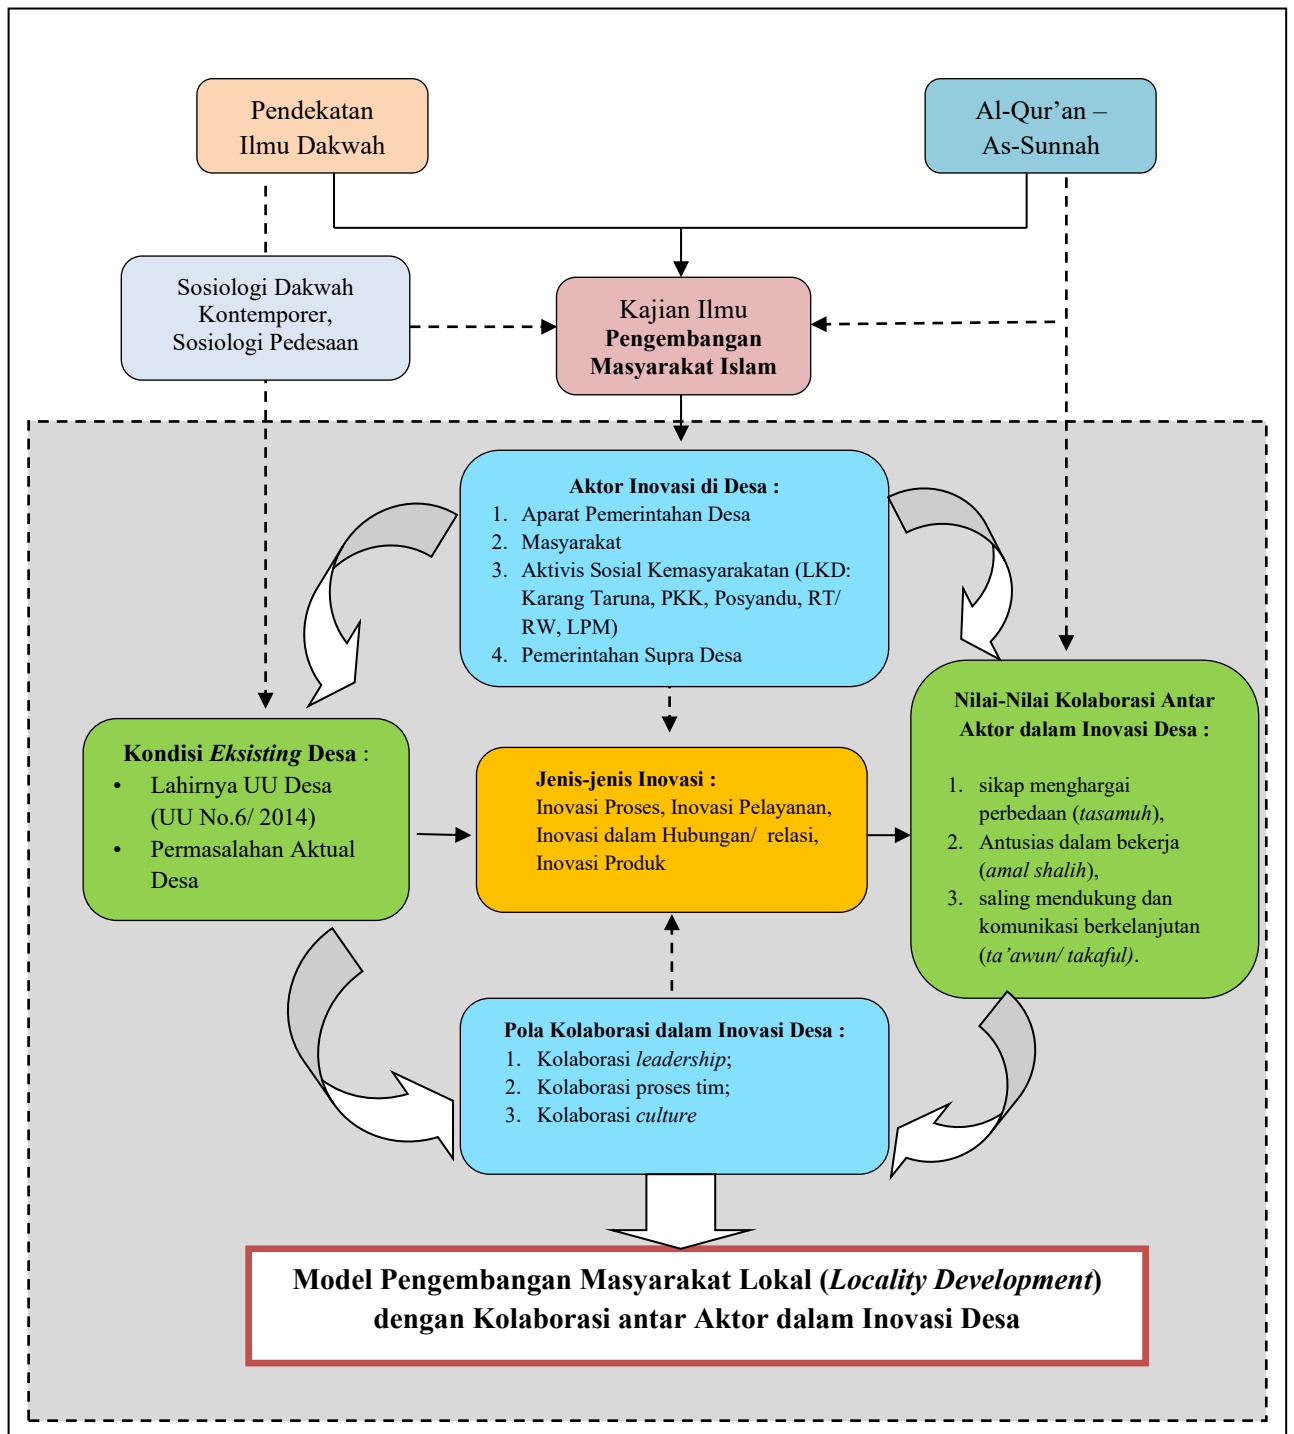 Pendekatan
Ilmu Dakwah
Al-Qur’an –
As-Sunnah
Sosiologi Dakwah
Kontemporer,
Sosiologi Pedesaan
Kajian Ilmu
Pengembangan
Masyarakat Islam
Aktor Inovasi di Desa :
1. Aparat Pemerintahan Desa
2. Masyarakat
3. Aktivis Sosial Kemasyarakatan (LKD:
Karang Taruna, PKK, Posyandu, RT/
RW, LPM)
4. Pemerintahan Supra Desa
Kondisi Eksisting Desa :
• Lahirnya UU Desa
(UU No.6/ 2014)
• Permasalahan Aktual
Desa
Jenis-jenis Inovasi :
Inovasi Proses, Inovasi Pelayanan,
Inovasi dalam Hubungan/ relasi,
Inovasi Produk
Nilai-Nilai Kolaborasi Antar
Aktor dalam Inovasi Desa :
1. sikap menghargai
perbedaan (tasamuh),
2. Antusias dalam bekerja
(amal shalih),
3. saling mendukung dan
komunikasi berkelanjutan
(ta’awun/ takaful).
Pola Kolaborasi dalam Inovasi Desa :
1. Kolaborasi leadership;
2. Kolaborasi proses tim;
3. Kolaborasi culture
Model Pengembangan Masyarakat Lokal (Locality Development)
dengan Kolaborasi antar Aktor dalam Inovasi Desa